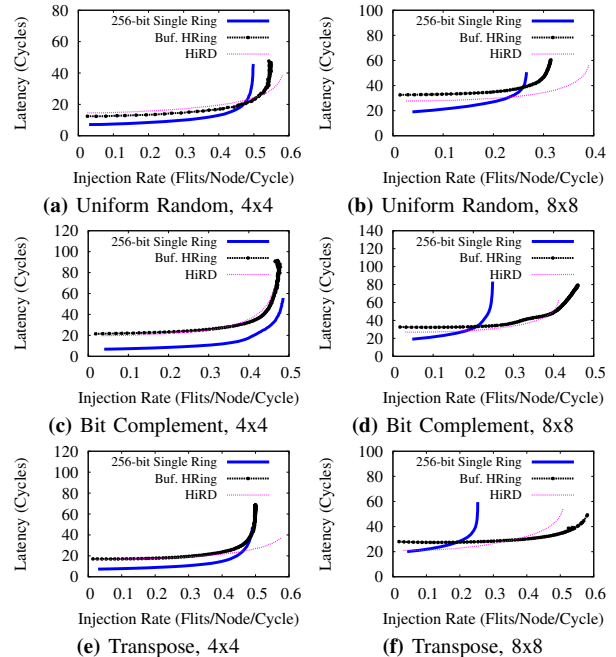 256-bit Single Ring
Buf. HRing
HiRD
Latency (Cycles)
80
60
40
20
0
0 0.1 0.2 0.3 0.4 0.5 0.6
Injection Rate (Flits/Node/Cycle)
(a) Uniform Random, 4x4
256-bit Single Ring
Buf. HRing
HiRD
Latency (Cycles)
100
80
60
40
20
0
0 0.1 0.2 0.3 0.4
Injection Rate (Flits/Node/Cycle)
(b) Uniform Random, 8x8
256-bit Single Ring
Buf. HRing
HiRD
Latency (Cycles)
120
100
80
60
40
20
0
0 0.1 0.2 0.3 0.4 0.5
Injection Rate (Flits/Node/Cycle)
(c) Bit Complement, 4x4
256-bit Single Ring
Buf. HRing
HiRD
Latency (Cycles)
140
120
100
80
60
40
20
0
0 0.1 0.2 0.3 0.4 0.5
Injection Rate (Flits/Node/Cycle)
(d) Bit Complement, 8x8
256-bit Single Ring
Buf. HRing
HiRD
Latency (Cycles)
120
100
80
60
40
20
0
0 0.1 0.2 0.3 0.4 0.5 0.6
Injection Rate (Flits/Node/Cycle)
(e) Transpose, 4x4
256-bit Single Ring
Buf. HRing
HiRD
Latency (Cycles)
100
80
60
40
20
0
0 0.1 0.2 0.3 0.4 0.5 0.6
Injection Rate (Flits/Node/Cycle)
(f) Transpose, 8x8